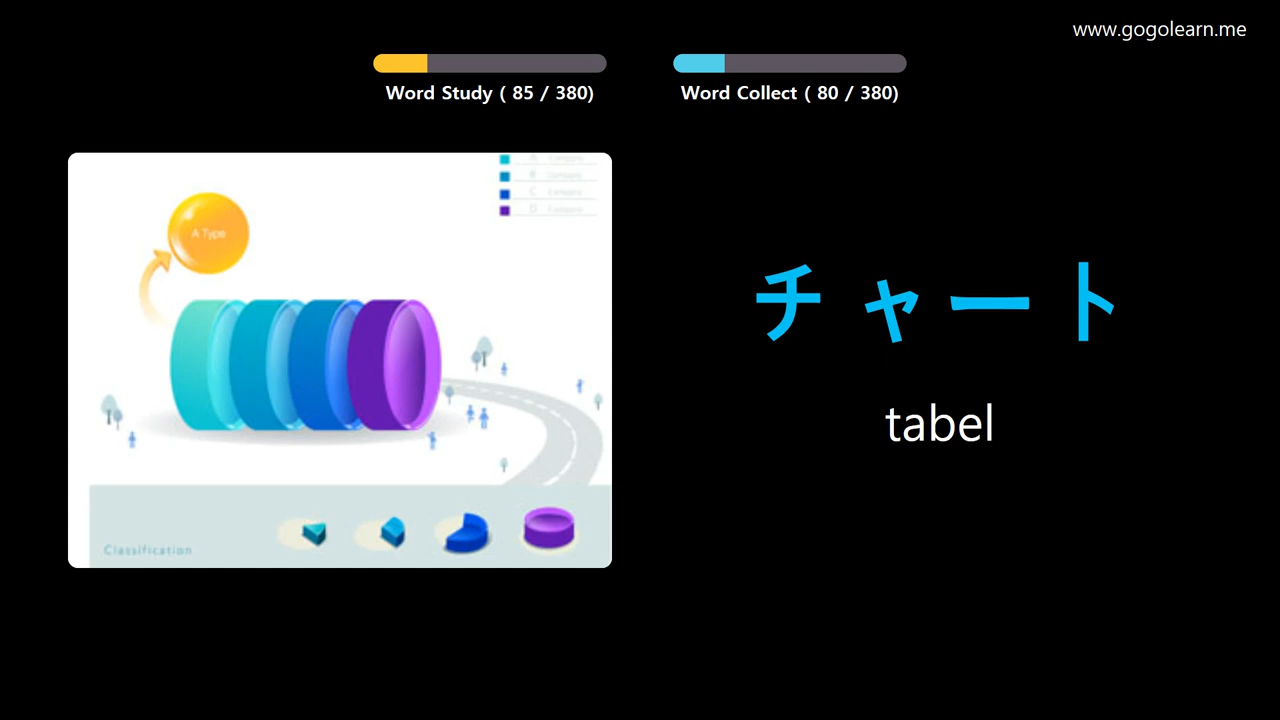 www.gogolearn.me
Word Study ( 85 / 380)
Word Collect ( 80 / 380)
A Type
A
B
C
D
Classification
チャート
tabel